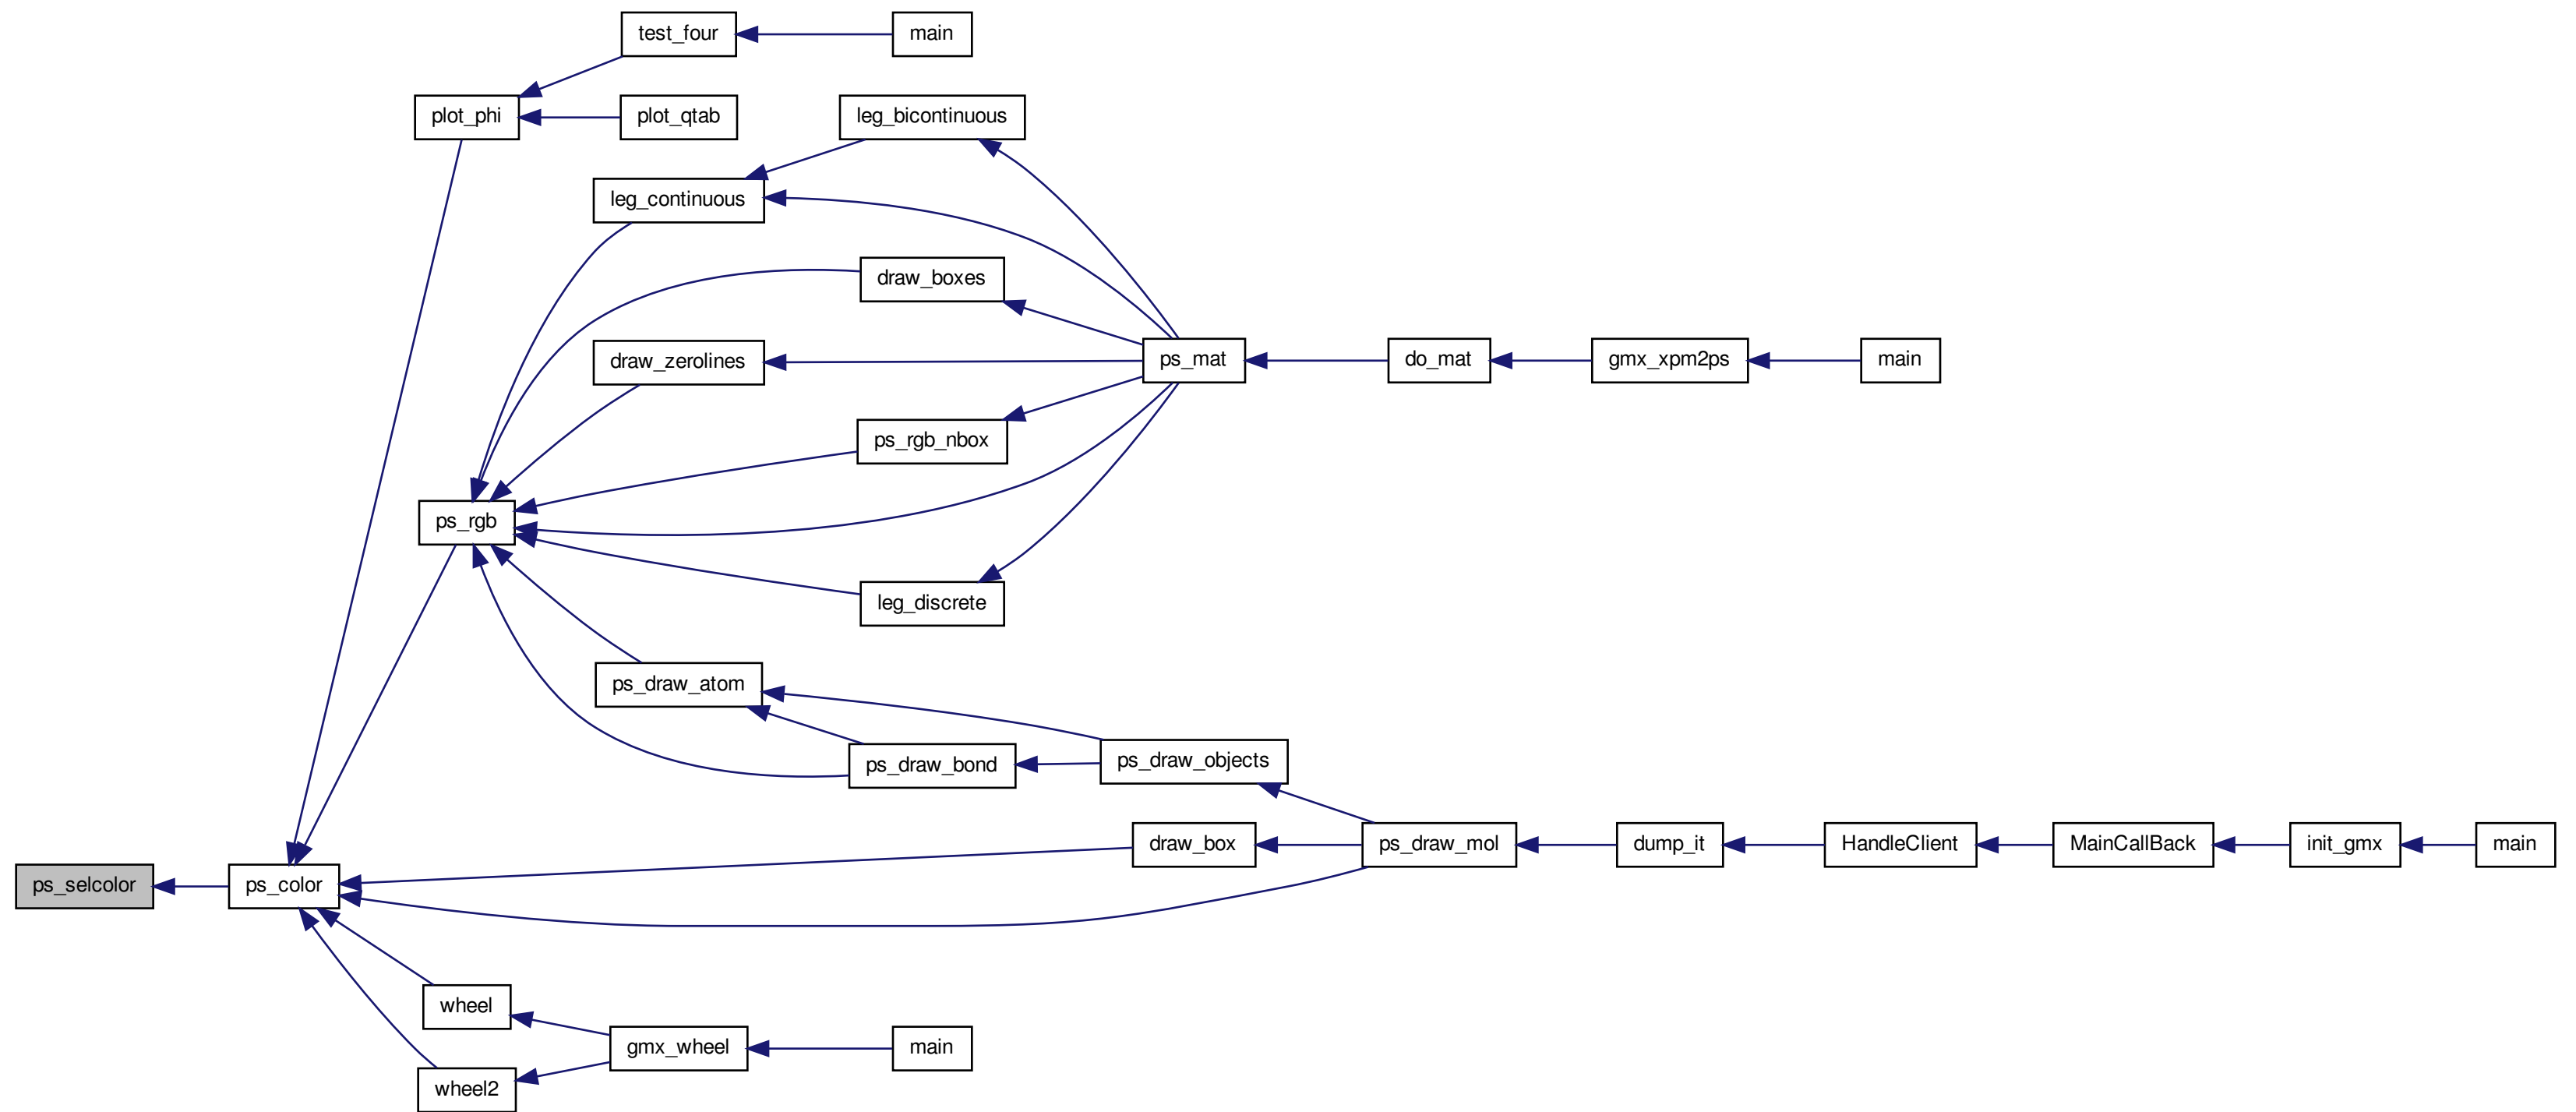 test_four
main
plot_phi
plot_qtab
leg_bicontinuous
leg_continuous
draw_boxes
draw_zerolines
ps_mat
do_mat
gmx_xpm2ps
main
ps_rgb_nbox
ps_rgb
leg_discrete
ps_draw_atom
ps_draw_bond
ps_draw_objects
draw_box
ps_draw_mol
dump_it
HandleClient
MainCallBack
init_gmx
main
ps_selcolor
ps_color
wheel
gmx_wheel
main
wheel2